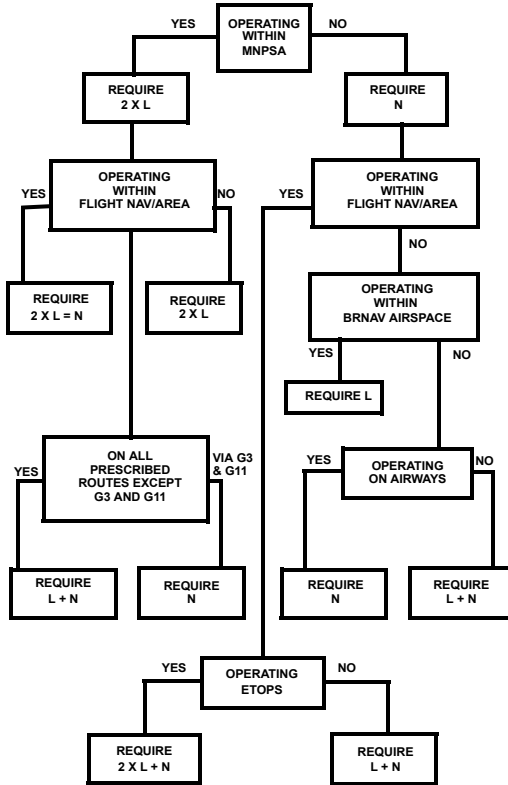 YES
OPERATING
WITHIN
MNPSA
NO
REQUIRE
2 X L
REQUIRE
N
YES
OPERATING
WITHIN
FLIGHT NAV/AREA
NO
YES
OPERATING
WITHIN
FLIGHT NAV/AREA
NO
REQUIRE
2 X L = N
REQUIRE
2 X L
OPERATING
WITHIN
BRNAV AIRSPACE
YES
NO
REQUIRE L
YES
ON ALL
PRESCRIBED
ROUTES EXCEPT
G3 AND G11
VIA G3
& G11
YES
OPERATING
ON AIRWAYS
NO
REQUIRE
L + N
REQUIRE
N
REQUIRE
N
REQUIRE
L + N
YES
OPERATING
ETOPS
NO
REQUIRE
2 X L + N
REQUIRE
L + N